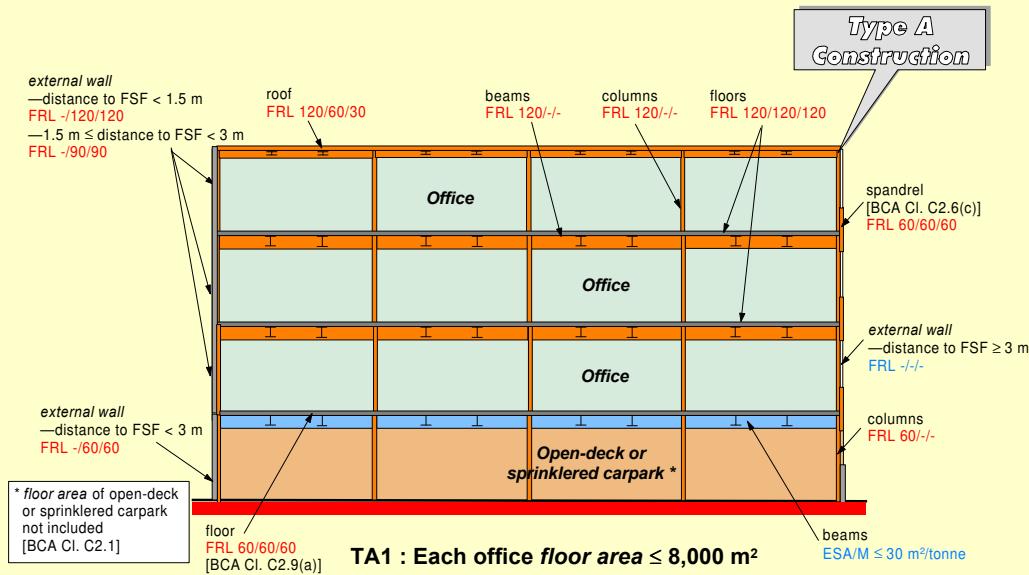 Type A
Construction
external wall
—distance to FSF < 1.5 m
FRL -/120/120
—1.5 m ≤ distance to FSF < 3 m
FRL -/90/90
roof
FRL 120/60/30
beams
FRL 120/-/-
columns
FRL 120/-/-
floors
FRL 120/120/120
Office
spandrel
[BCA Cl. C2.6(c)]
FRL 60/60/60
Office
external wall
—distance to FSF ≥ 3 m
FRL -/-/-
Office
external wall
—distance to FSF < 3 m
FRL -/60/60
columns
FRL 60/-/-
Open-deck or
sprinklered carpark *
* floor area of open-deck
or sprinklered carpark
not included
[BCA Cl. C2.1]
floor
FRL 60/60/60
[BCA Cl. C2.9(a)]
beams
ESA/M ≤ 30 m²/tonne
TA1 : Each office floor area ≤ 8,000 m²